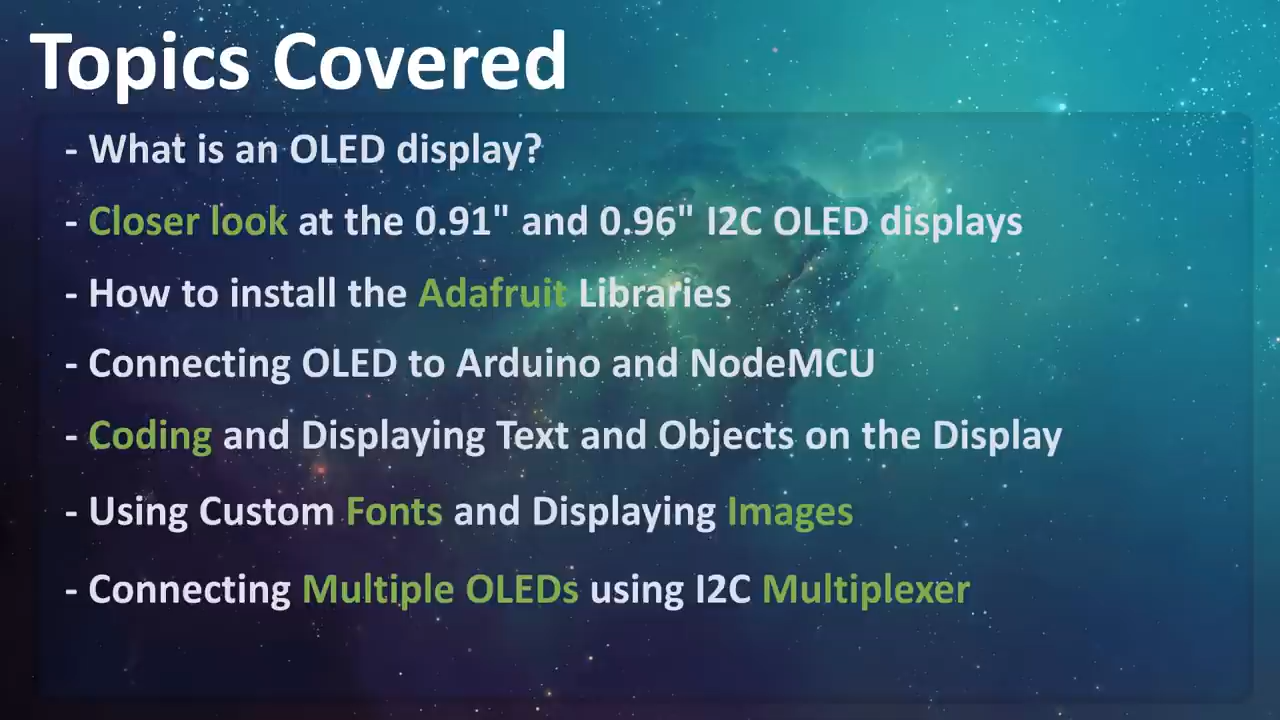 Topics Covered
- What is an OLED display?
- Closer look at the 0.91" and 0.96" I2C OLED displays
- How to install the Adafruit Libraries
- Connecting OLED to Arduino and NodeMCU
- Coding and Displaying Text and Objects on the Display
- Using Custom Fonts and Displaying Images
- Connecting Multiple OLEDs using I2C Multiplexer